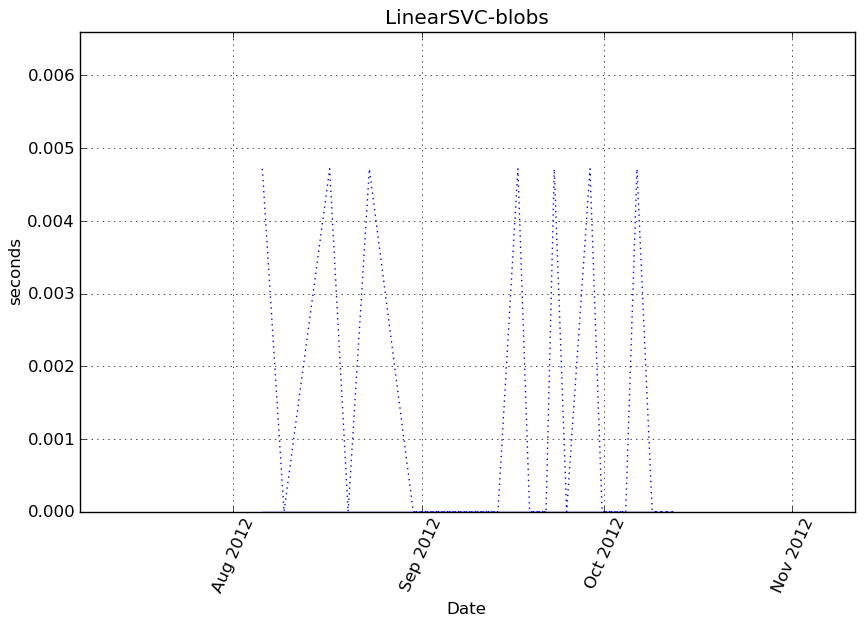 LinearSVC-blobs
0.006
0.005
0.004
0.003
0.002
0.001
0.000
seconds
Aug 2012
Sep 2012
Oct 2012
Nov 2012
Date